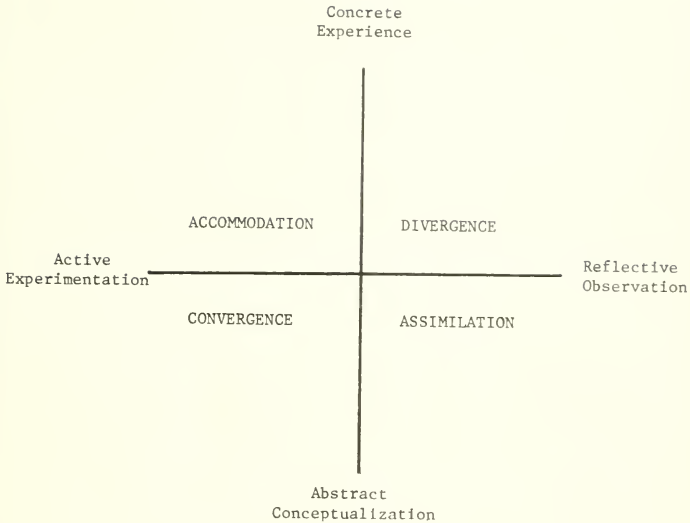 Concrete
Experience
ACCOMMODATION
DIVERGENCE
Active
Experimentation
Reflective
Observation
CONVERGENCE
ASSIMILATION
Abstract
Conceptualization